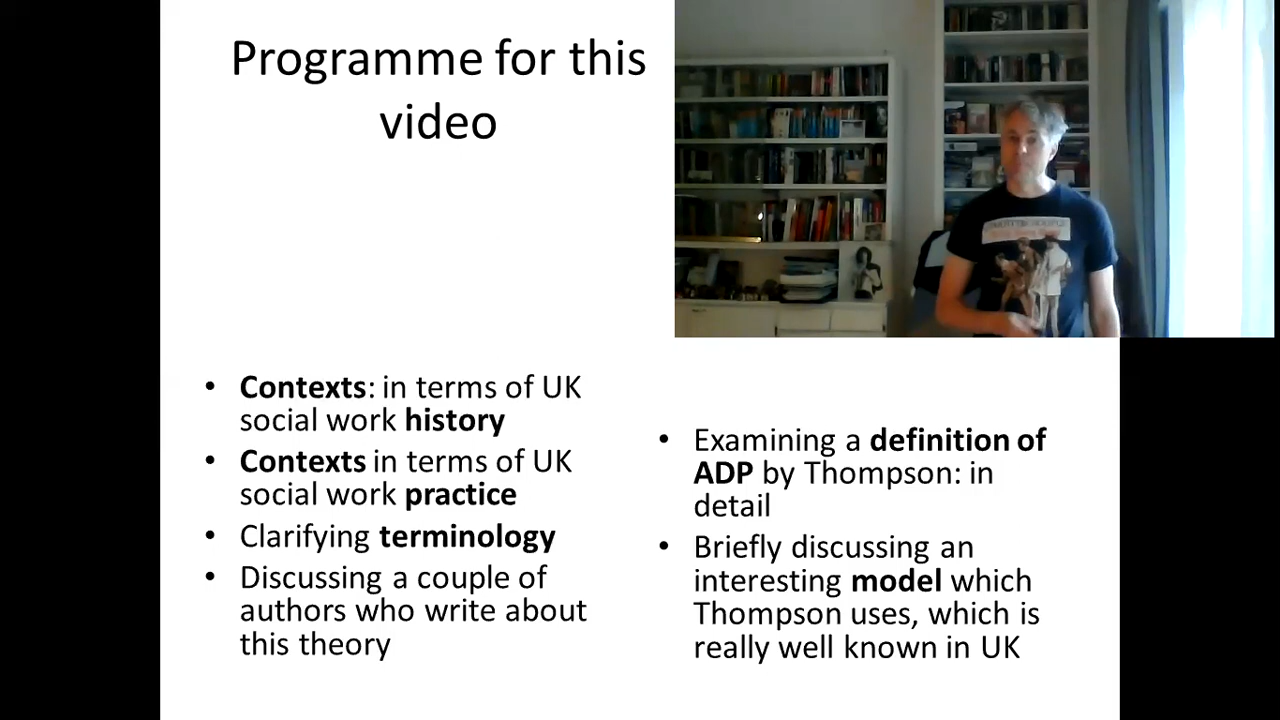 Programme for this
video
• Contexts: in terms of UK
social work history
• Contexts in terms of UK
social work practice
• Clarifying terminology
• Discussing a couple of
authors who write about
this theory
• Examining a definition of
ADP by Thompson: in
detail
• Briefly discussing an
interesting model which
Thompson uses, which is
really well known in UK